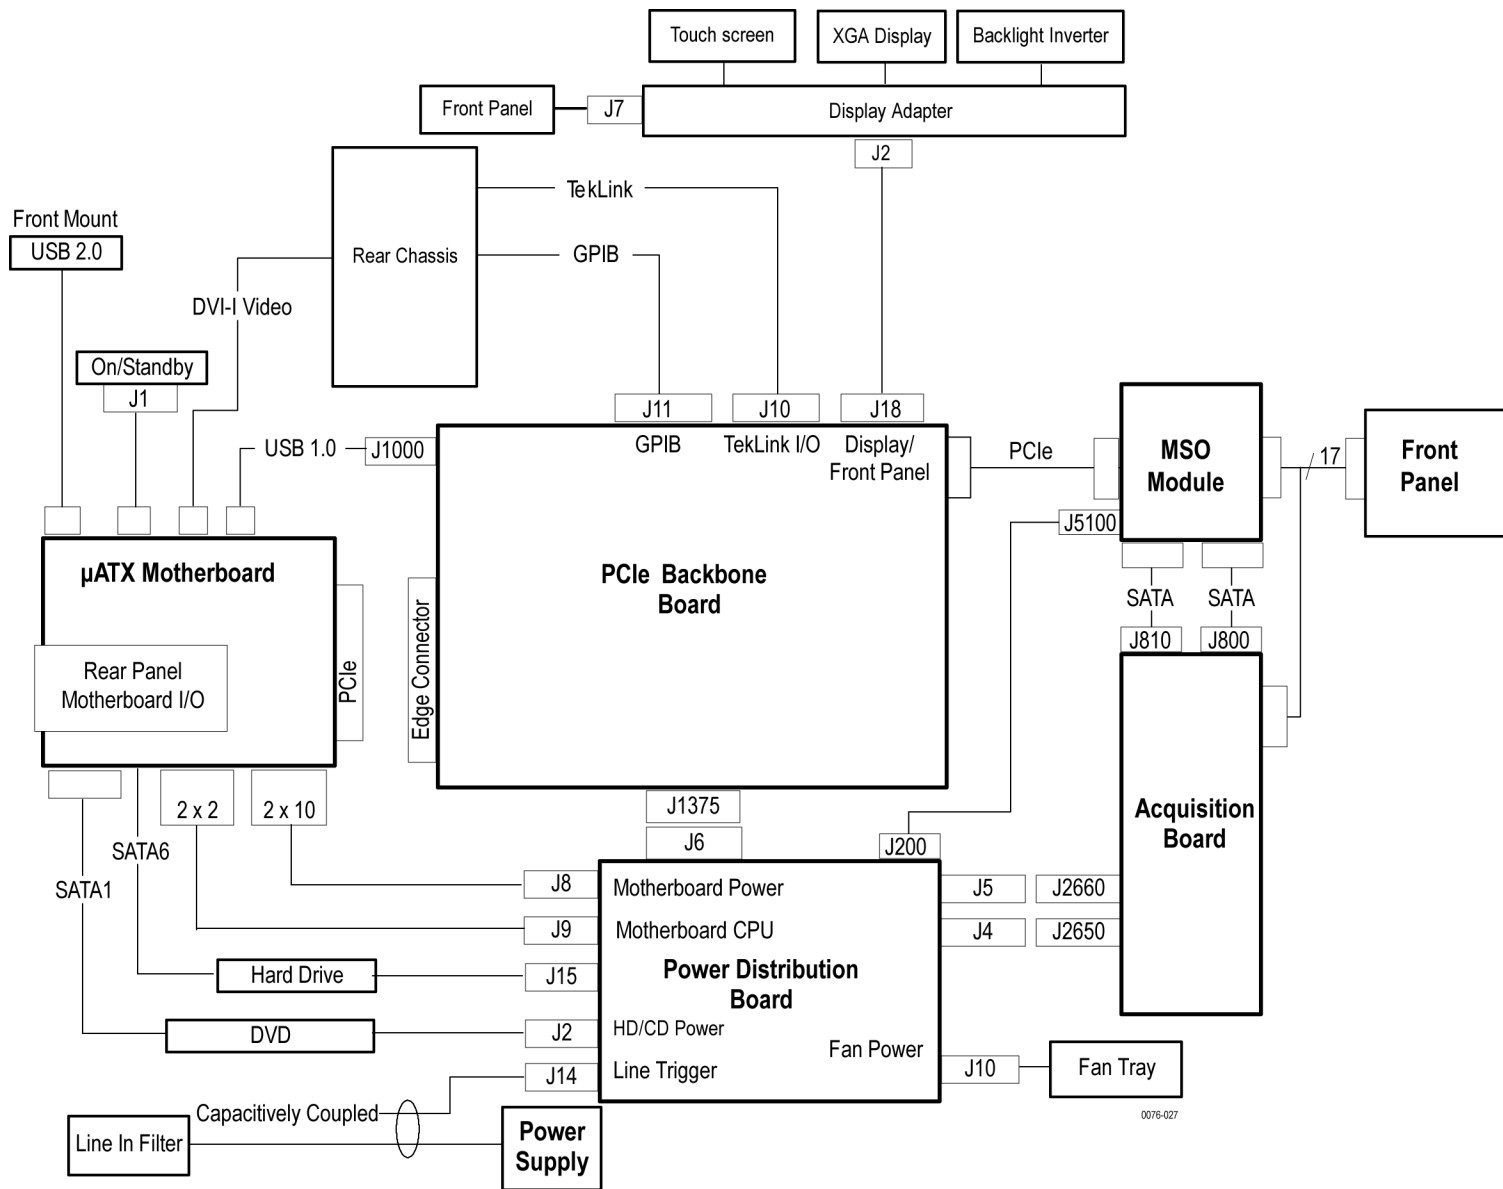 Touch screen
XGA Display
Backlight Inverter
Front Panel
J7
Display Adapter
J2
TekLink
Front Mount
USB 2.0
Rear Chassis
GPIB
DVI-I Video
On/Standby
J1
J11
J10
J18
USB 1.0
J1000
GPIB
TekLink I/O
Display/
Front Panel
PCIe
MSO
Module
17
Front
Panel
J5100
µATX Motherboard
PCIe Backbone
Board
SATA
SATA
J810
J800
Rear Panel
Motherboard I/O
PCIe
Edge Connector
2 x 2
2 x 10
J1375
J6
J200
Acquisition
Board
SATA6
SATA1
J8
Motherboard Power
J5
J2660
J9
Motherboard CPU
J4
J2650
Hard Drive
J15
Power Distribution
Board
DVD
J2
HD/CD Power
Fan Power
J14
Line Trigger
J10
Fan Tray
Capacitively Coupled
0076-027
Line In Filter
Power
Supply